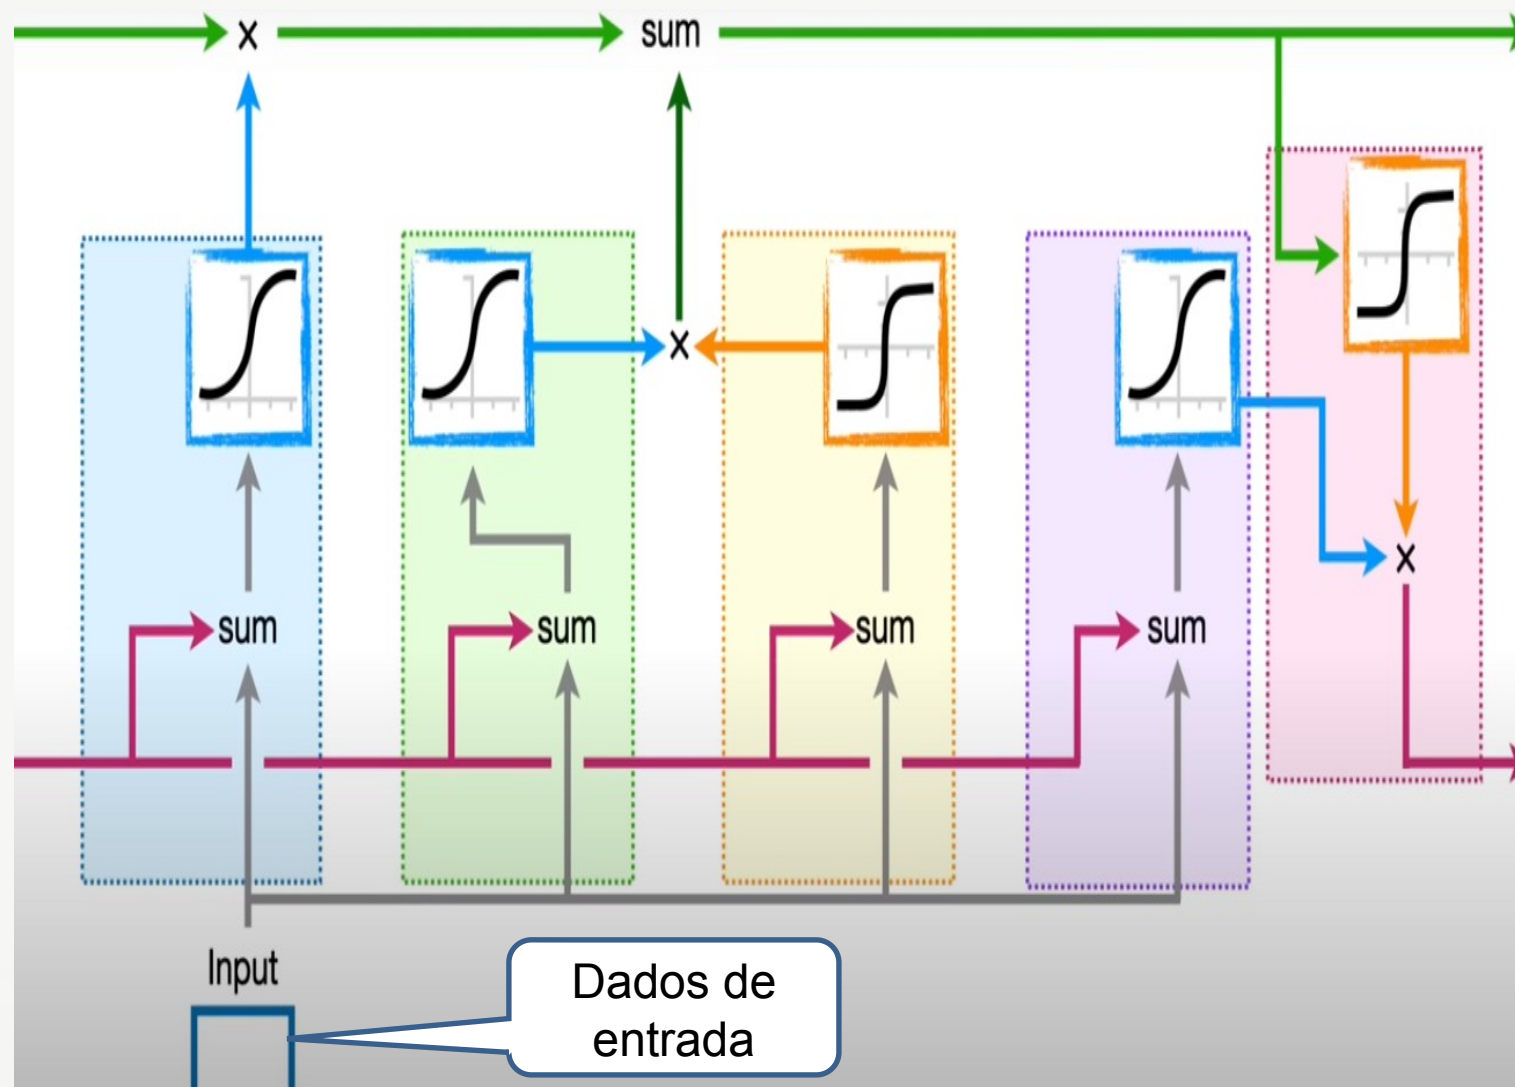 × sum
×
×
sum sum sum sum
Input
Dados de
entrada